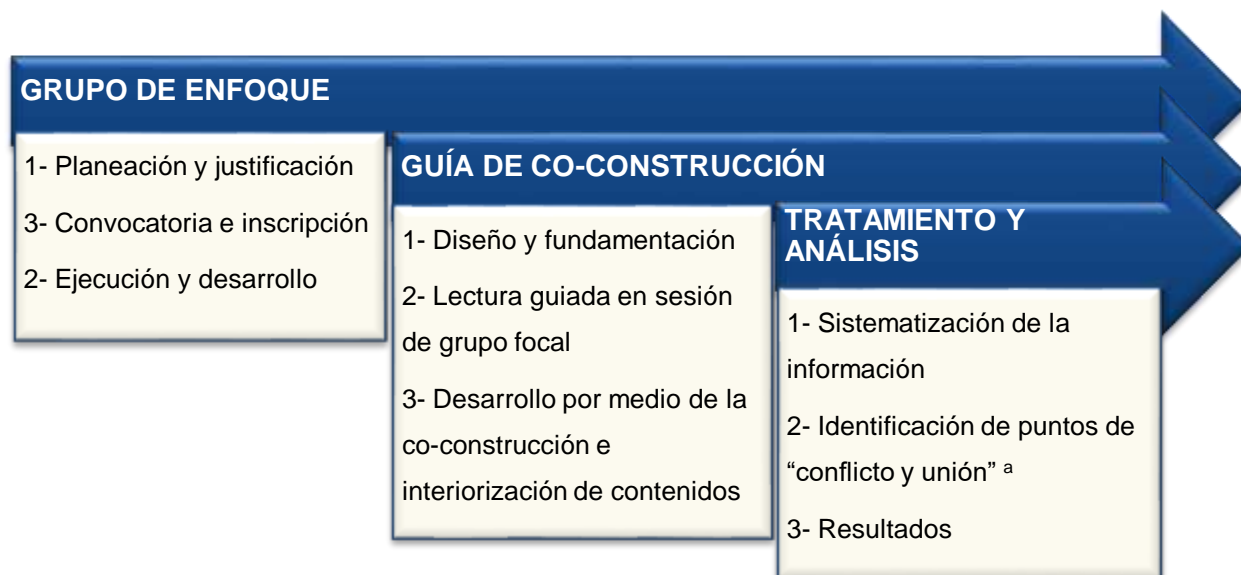 GRUPO DE ENFOQUE
1- Planeación y justificación
3- Convocatoria e inscripción
2- Ejecución y desarrollo
GUÍA DE CO-CONSTRUCCIÓN
1- Diseño y fundamentación
2- Lectura guiada en sesión
de grupo focal
3- Desarrollo por medio de la
co-construcción e
interiorización de contenidos
TRATAMIENTO Y
ANÁLISIS
1- Sistematización de la
información
2- Identificación de puntos de
“conflicto y unión” ª
3- Resultados